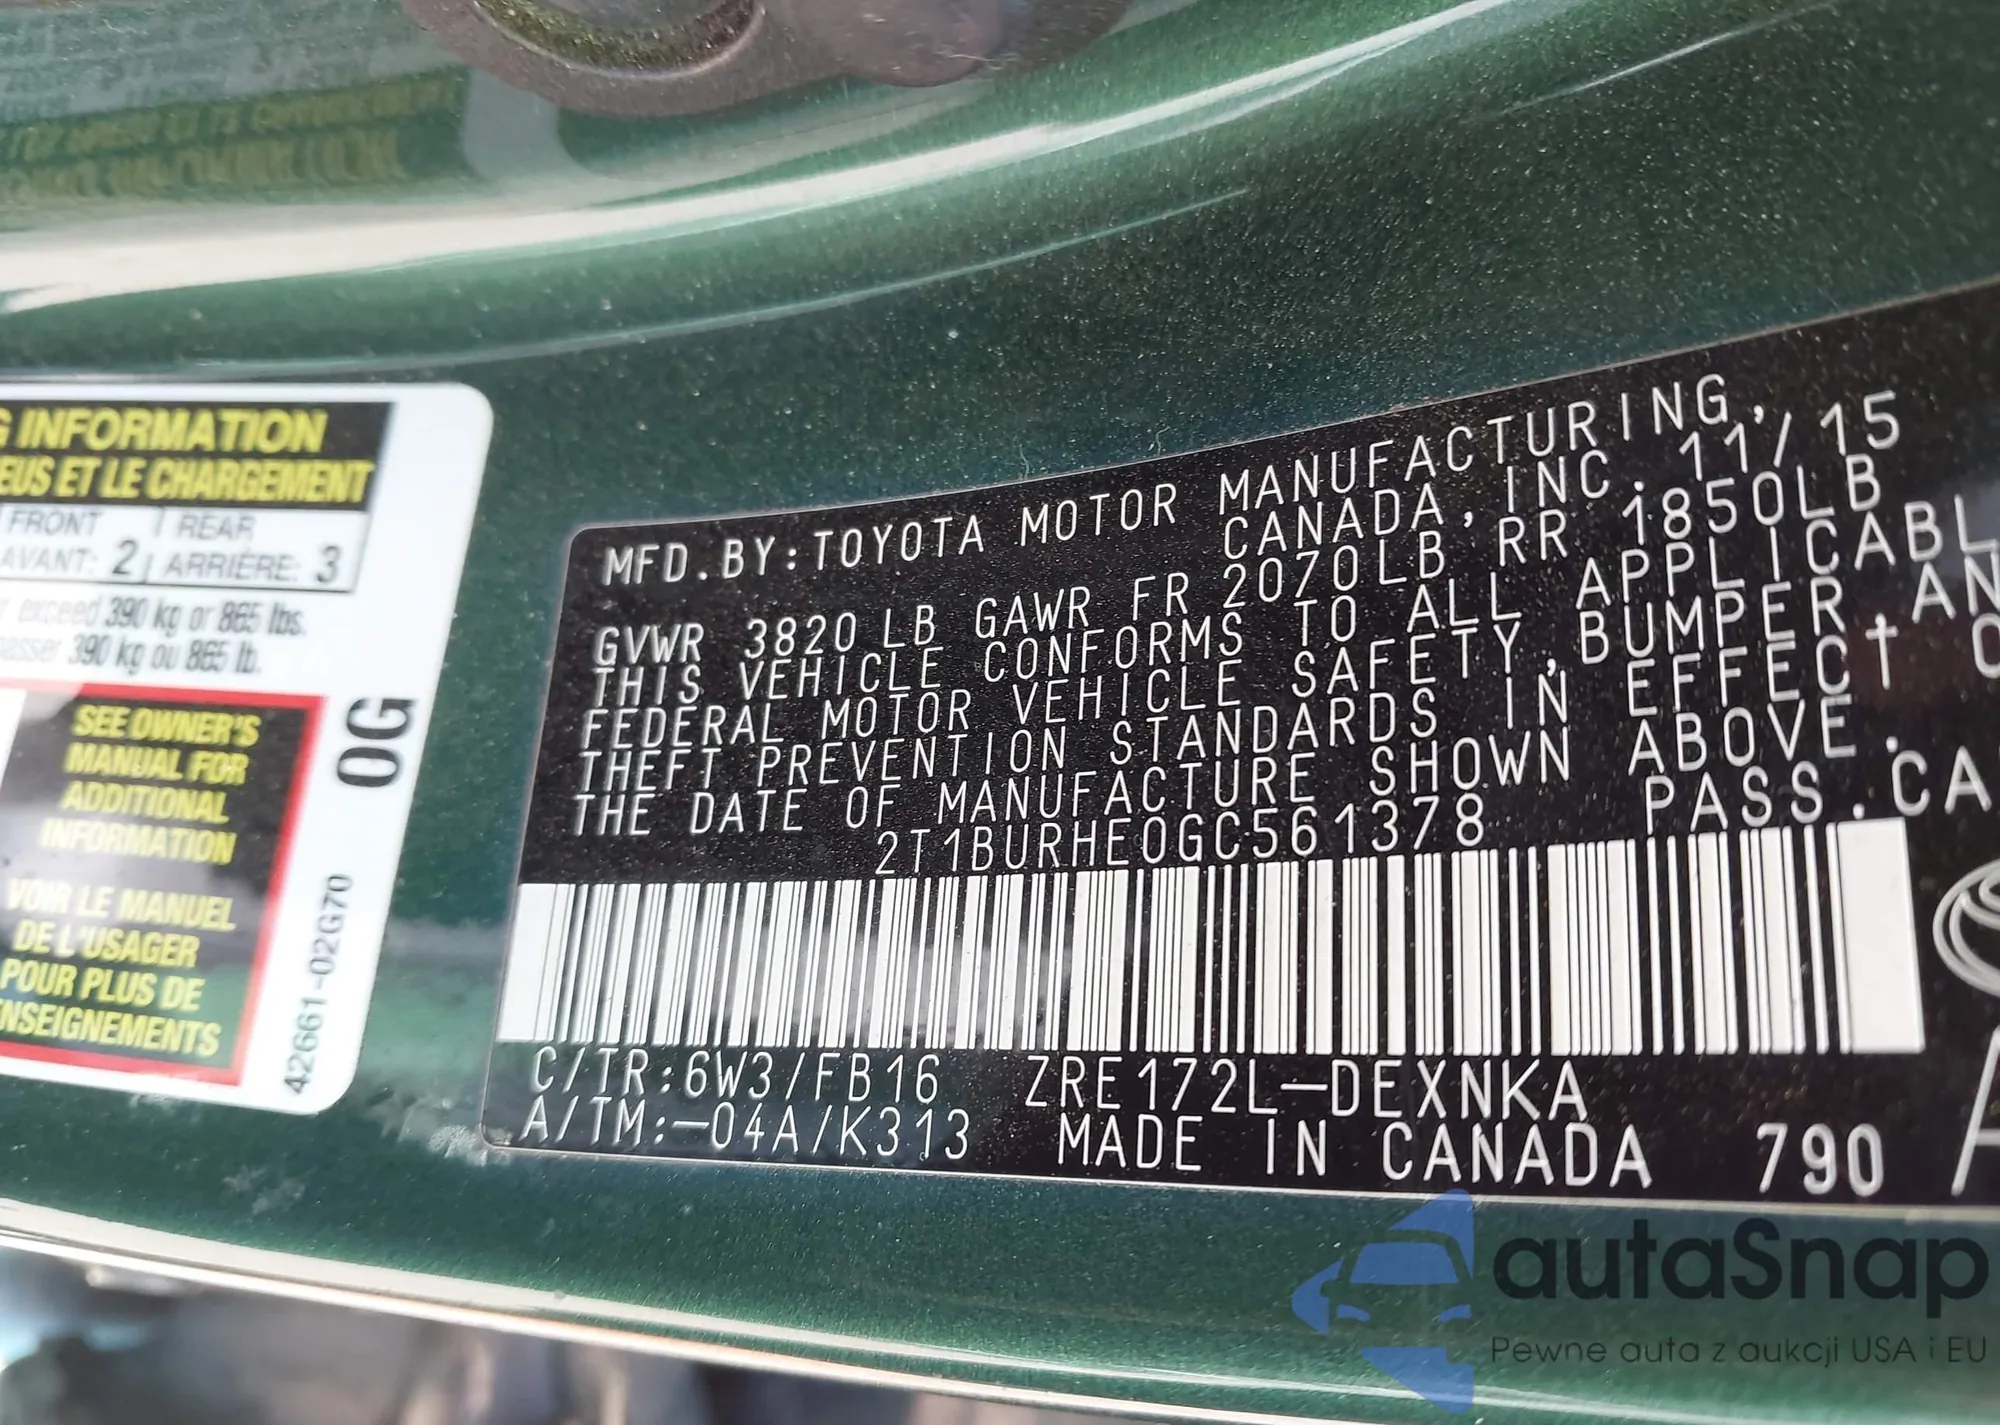 G INFORMATION
EUS ET LE CHARGEMENT
FRONT REAR
AVANT: 2 ARRIÈRE: 3
exceed 390 kg or 865 lbs.
passer 390 kg ou 865 lb.
SEE OWNER'S
MANUAL FOR
ADDITIONAL
INFORMATION
VOIR LE MANUEL
DE L'USAGER
POUR PLUS DE
NSEIGNEMENTS
0G
42661-02G70
MFD.BY:TOYOTA MOTOR MANUFACTURING,
CANADA, INC. 11/15
GVWR 3820LB GAWR FR 2070LB RR 1850LB
THIS VEHICLE CONFORMS TO ALL APPLICABL
FEDERAL MOTOR VEHICLE SAFETY,BUMPER,AN
THEFT PREVENTION STANDARDS IN EFFECT O
THE DATE OF MANUFACTURE SHOWN ABOVE.
2T1BURHE0GC561378 PASS.CA
C/TR:6W3/FB16 ZRE172L-DEXNKA
A/TM:-04A/K313 MADE IN CANADA 790
autaSnap
Pewne auta z aukcji USA i EU